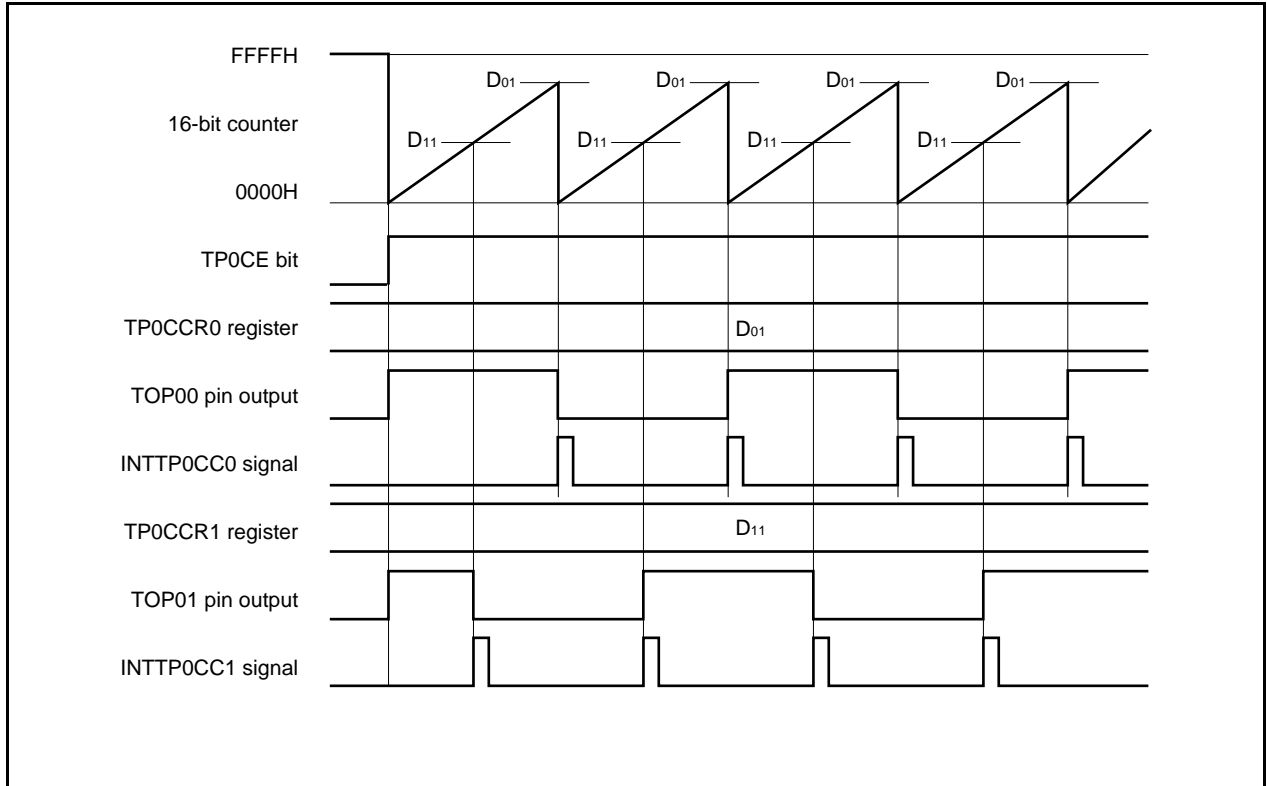 FFFFH
D01 D01 D01 D01
16-bit counter
D11 D11 D11 D11
0000H
TP0CE bit
TP0CCR0 register
D01
TOP00 pin output
INTTP0CC0 signal
TP0CCR1 register
D11
TOP01 pin output
INTTP0CC1 signal